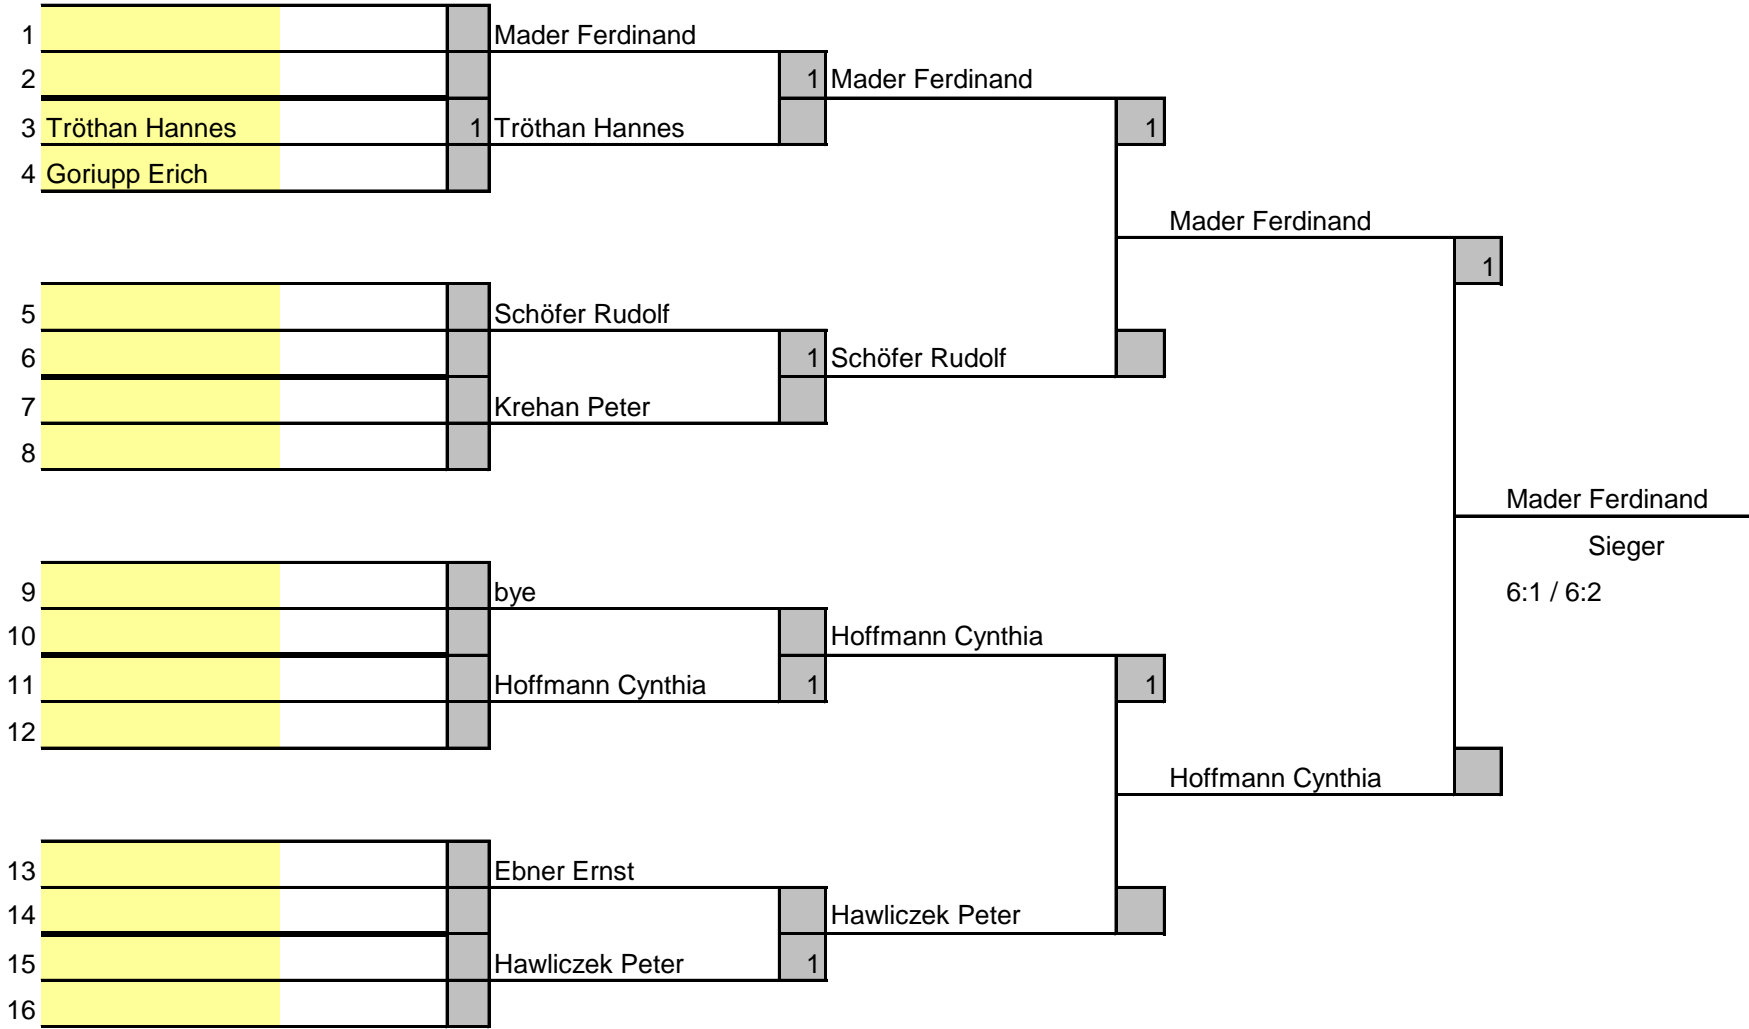 1 Mader Ferdinand
2 1 Mader Ferdinand
3 Tröthan Hannes 1 Tröthan Hannes 1
4 Goriupp Erich
Mader Ferdinand
1
5 Schöfer Rudolf
6 1 Schöfer Rudolf
7 Krehan Peter
8
Mader Ferdinand
Sieger
9 bye 6:1 / 6:2
10 Hoffmann Cynthia
11 Hoffmann Cynthia 1 1
12
Hoffmann Cynthia
13 Ebner Ernst
14 Hawliczek Peter
15 Hawliczek Peter 1
16